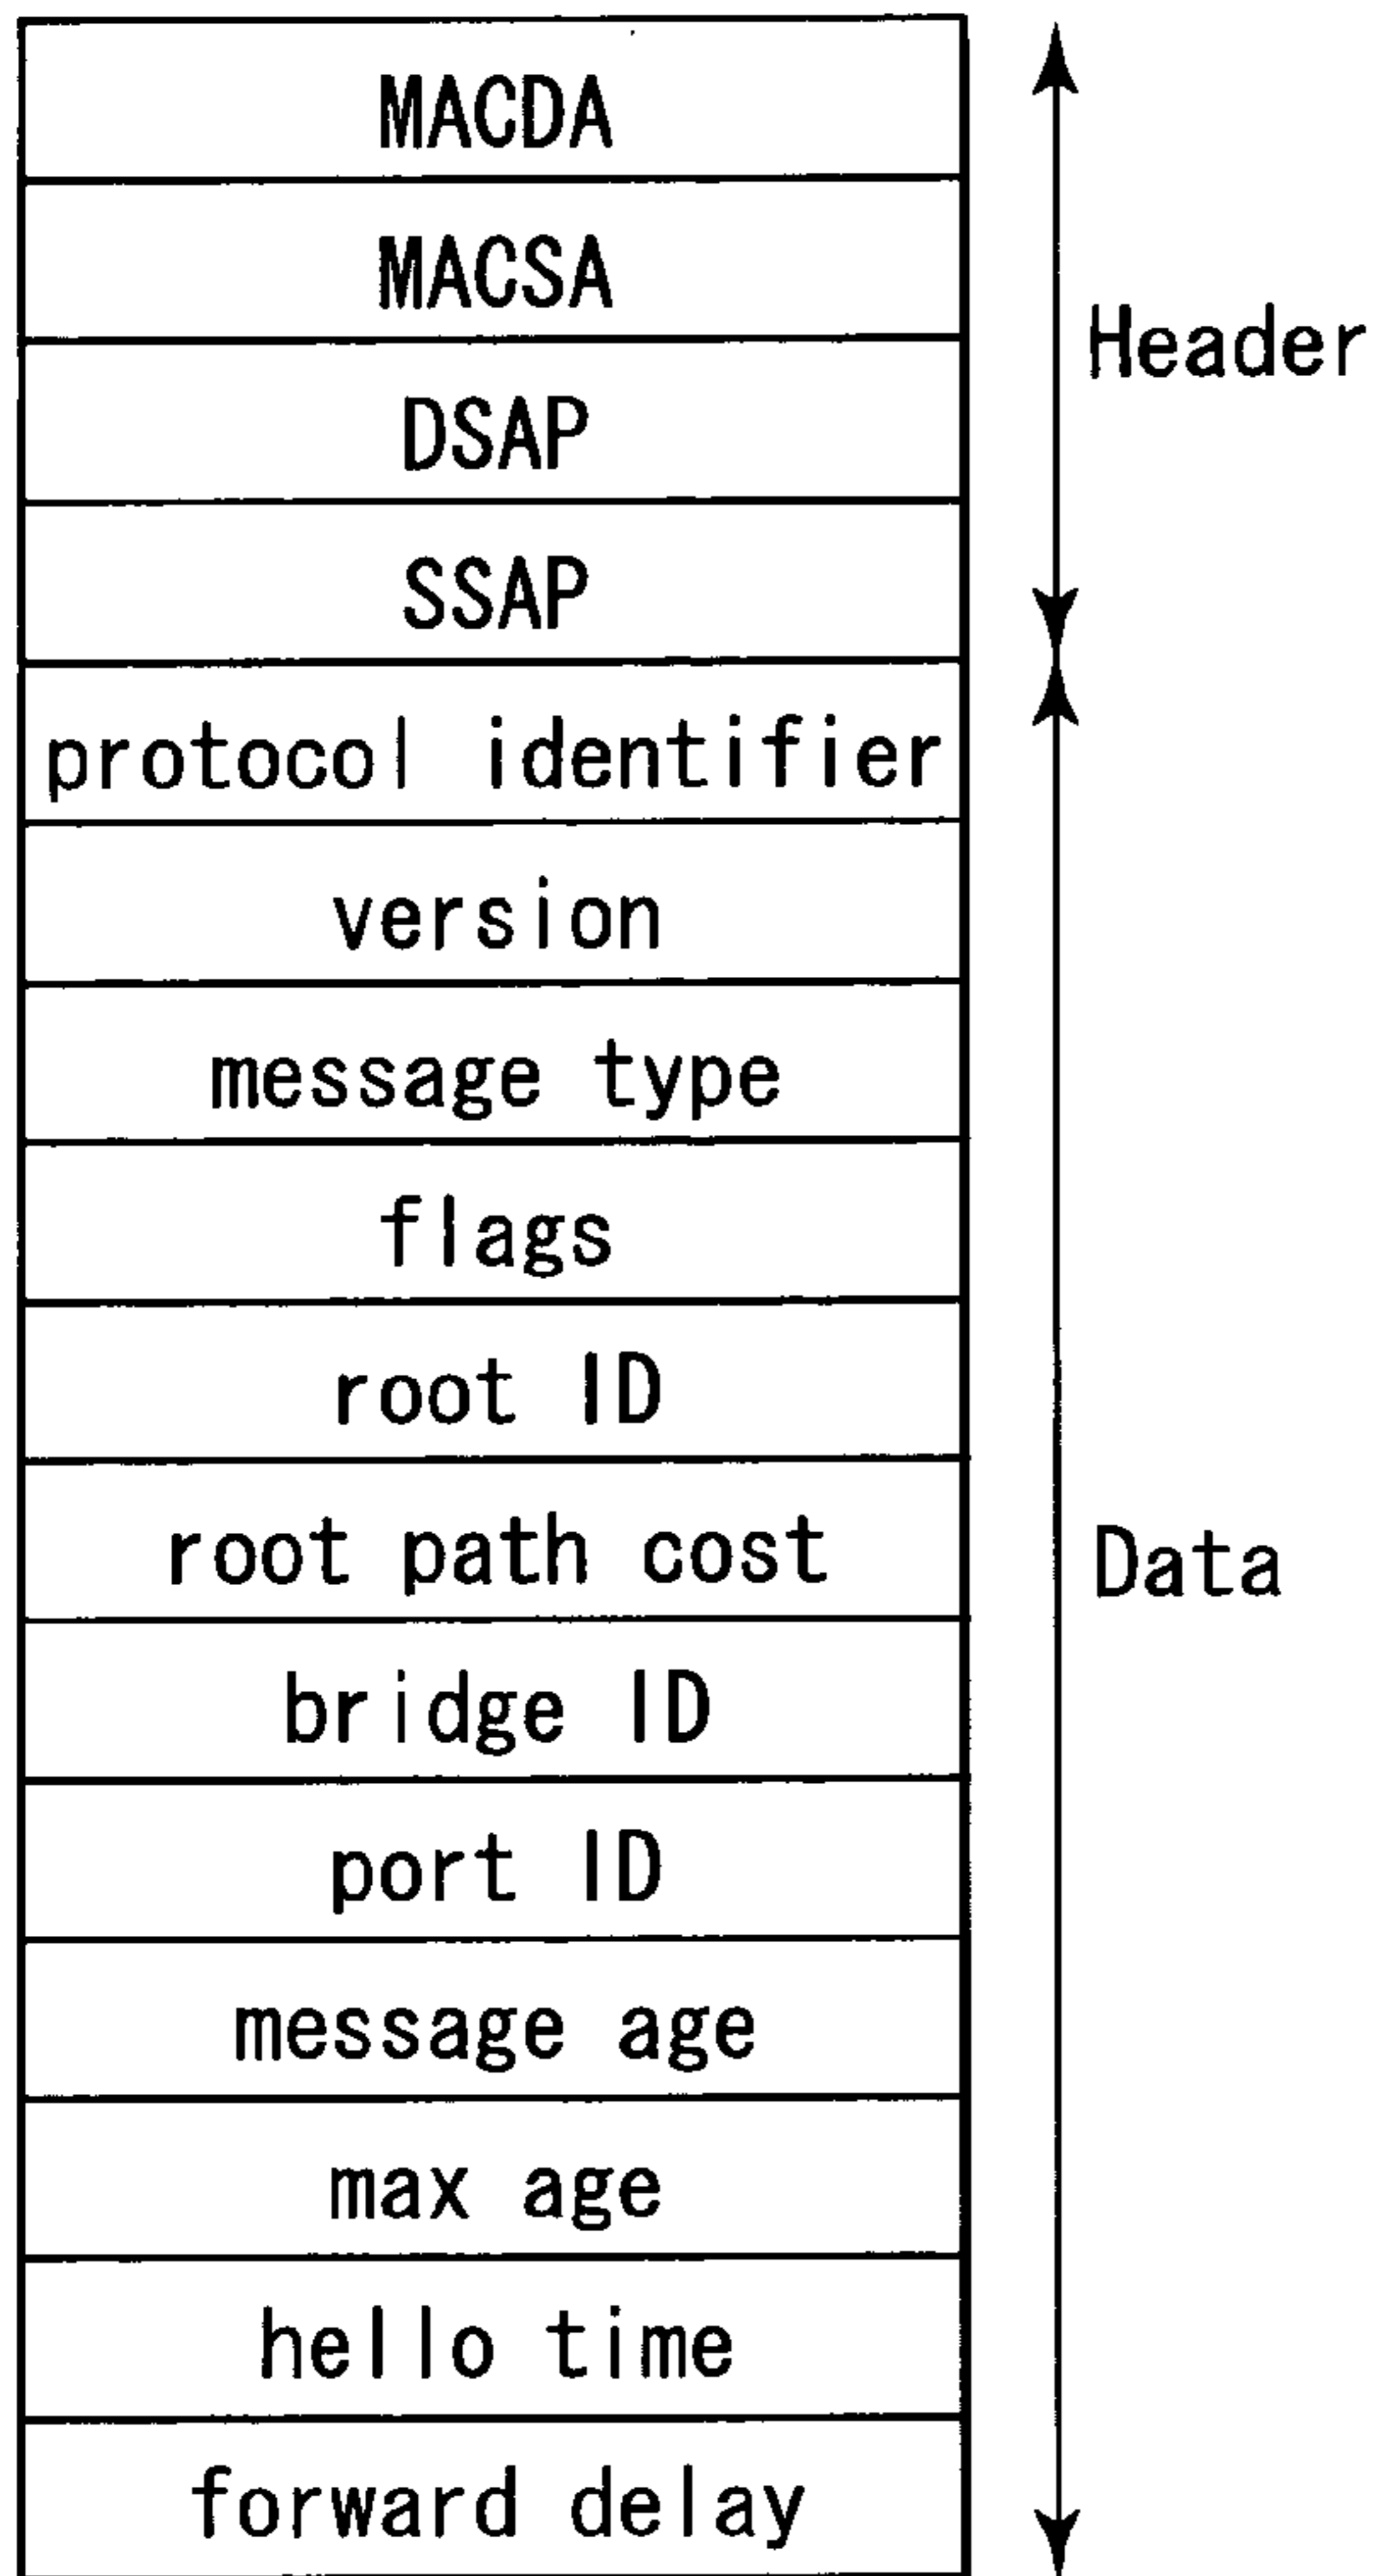 MACDA
MACSA
Header
DSAP
SSAP
protocol identifier
version
message type
flags
root ID
root path cost
Data
bridge ID
port ID
message age
max age
hello time
forward delay